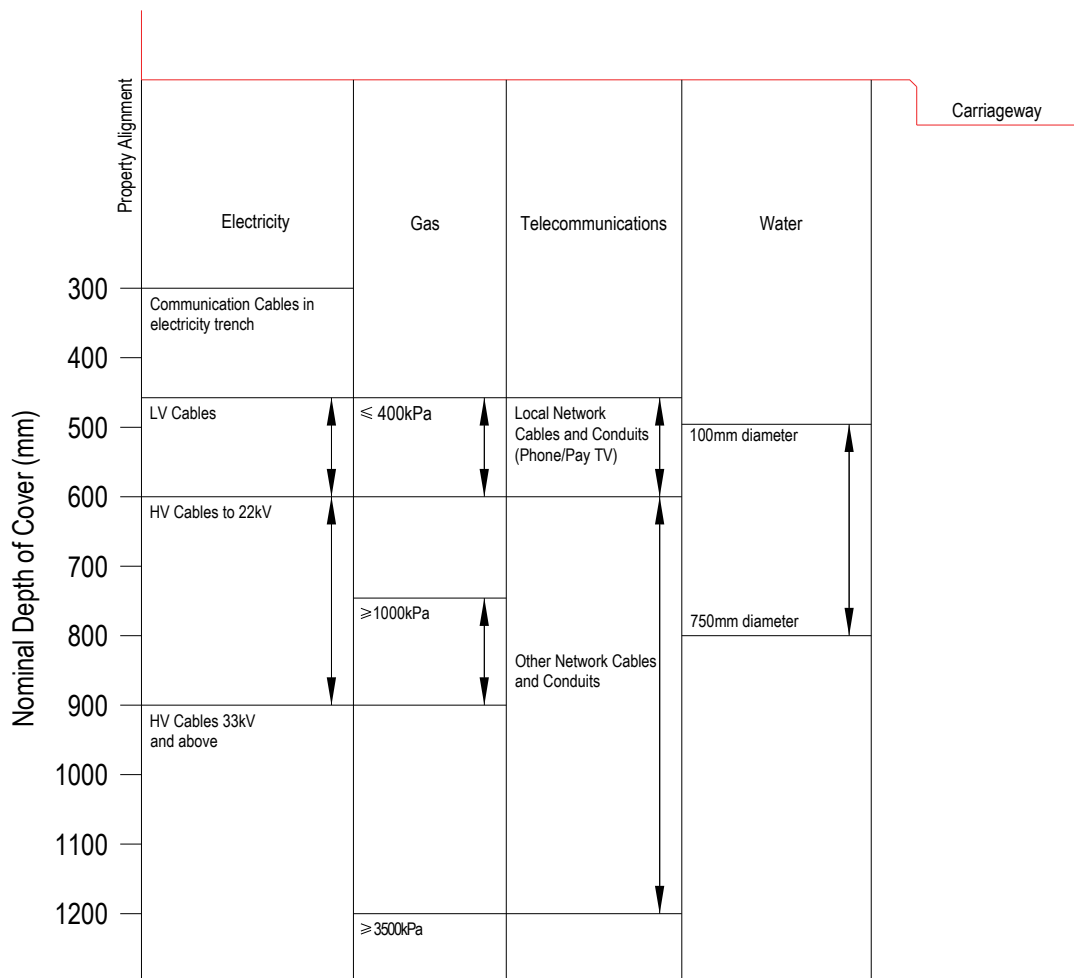 Property Alignment
Carriageway
Electricity
Gas
Telecommunications
Water
Nominal Depth of Cover (mm)
300
400
500
600
700
800
900
1000
1100
1200
Communication Cables in
electricity trench
LV Cables
HV Cables to 22kV
HV Cables 33kV
and above
≤ 400kPa
≥1000kPa
≥3500kPa
Local Network
Cables and Conduits
(Phone/Pay TV)
Other Network Cables
and Conduits
100mm diameter
750mm diameter